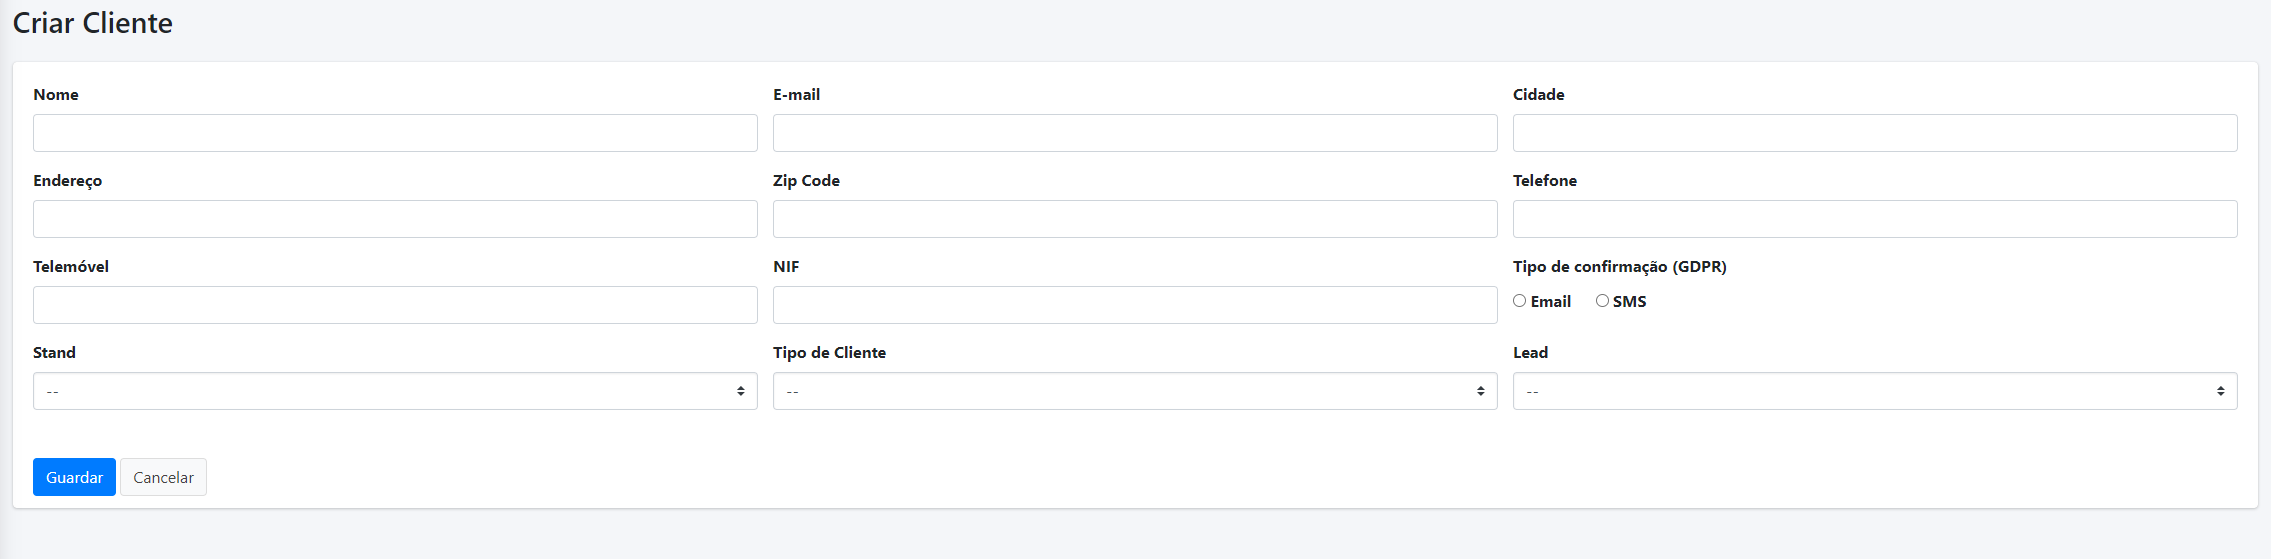 Criar Cliente
Nome
E-mail
Cidade
Endereço
Zip Code
Telefone
Telemóvel
NIF
Tipo de confirmação (GDPR)
Email SMS
Stand
Tipo de Cliente
Lead
--
--
--
Guardar Cancelar